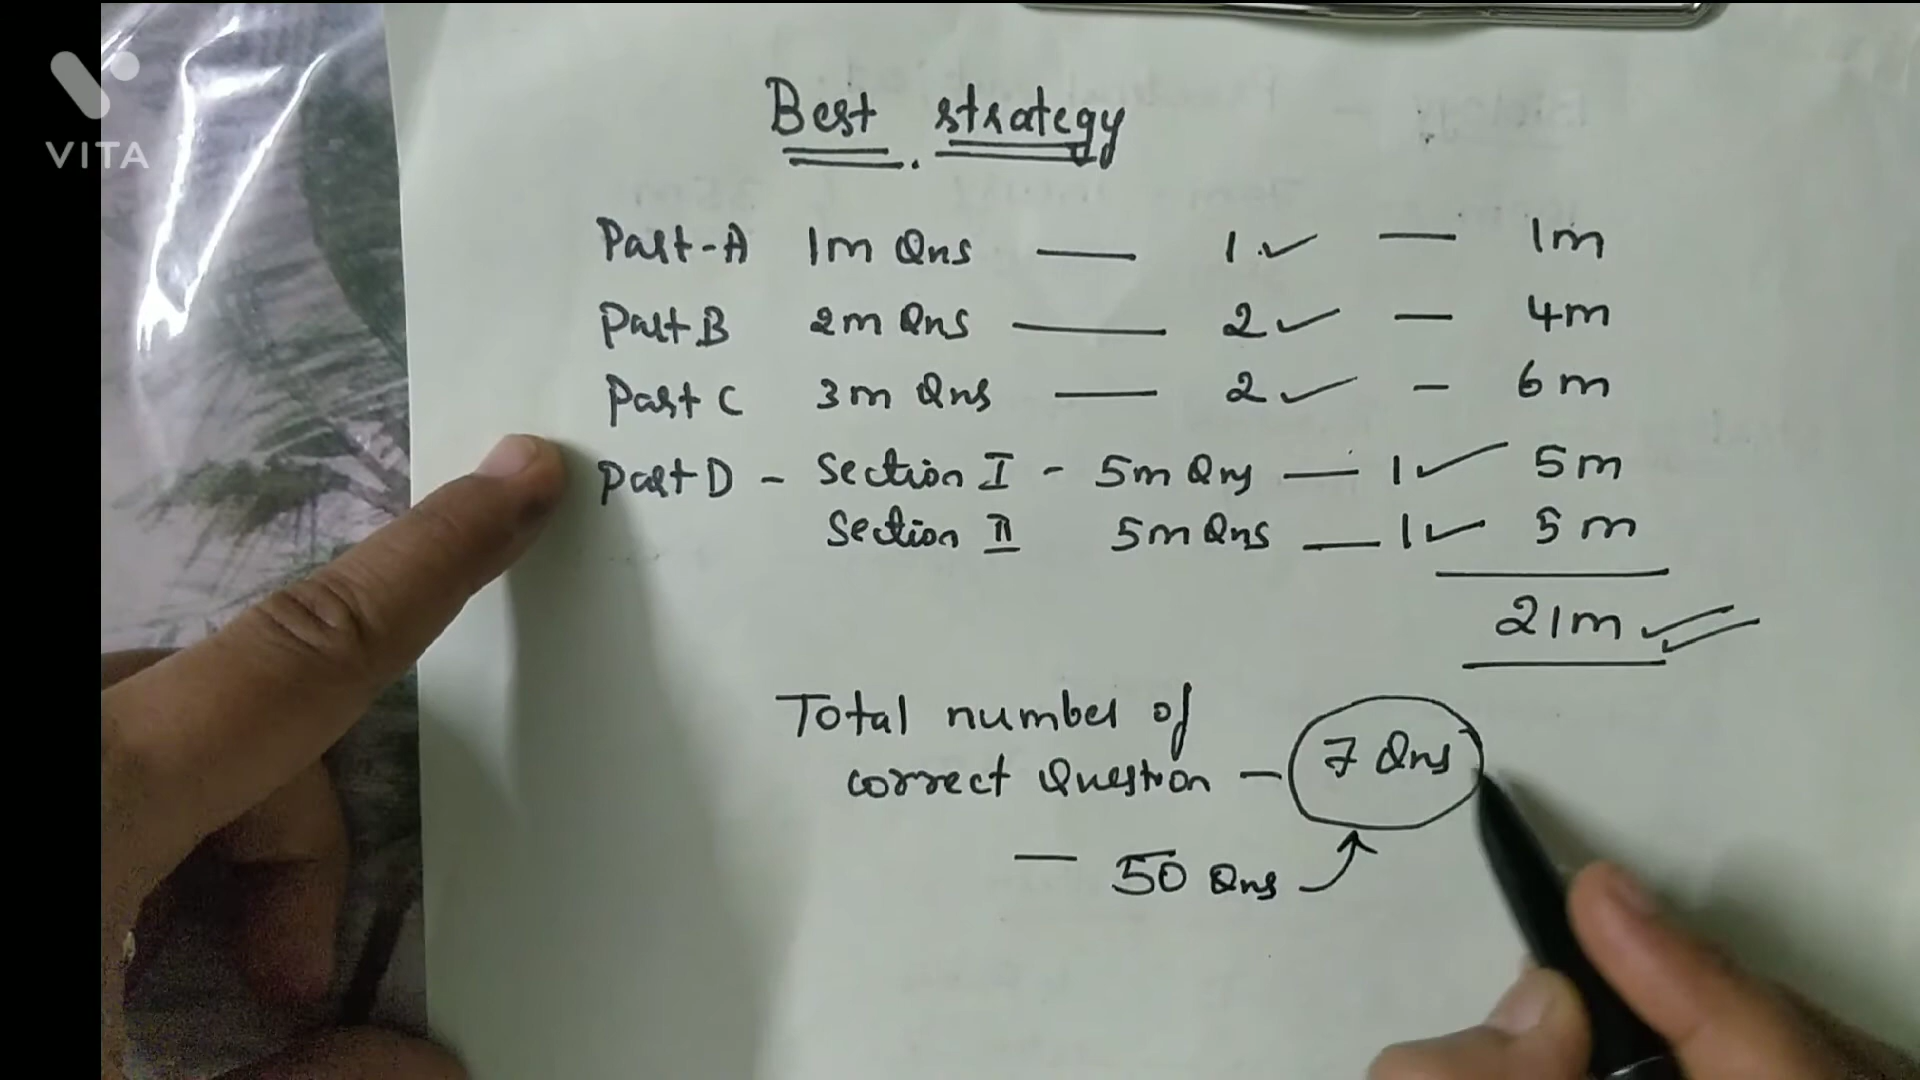 VITA
Best strategy
Part-A 1m Qns — 1 ✓ — 1m
Part B 2m Qns — 2 ✓ — 4m
Part C 3m Qns — 2 ✓ — 6m
Part D - Section I - 5m Qns — 1 ✓ 5m
Section II 5m Qns — 1 ✓ 5m
21m ✓
Total number of
correct Question — 7 Qns
— 50 Qns